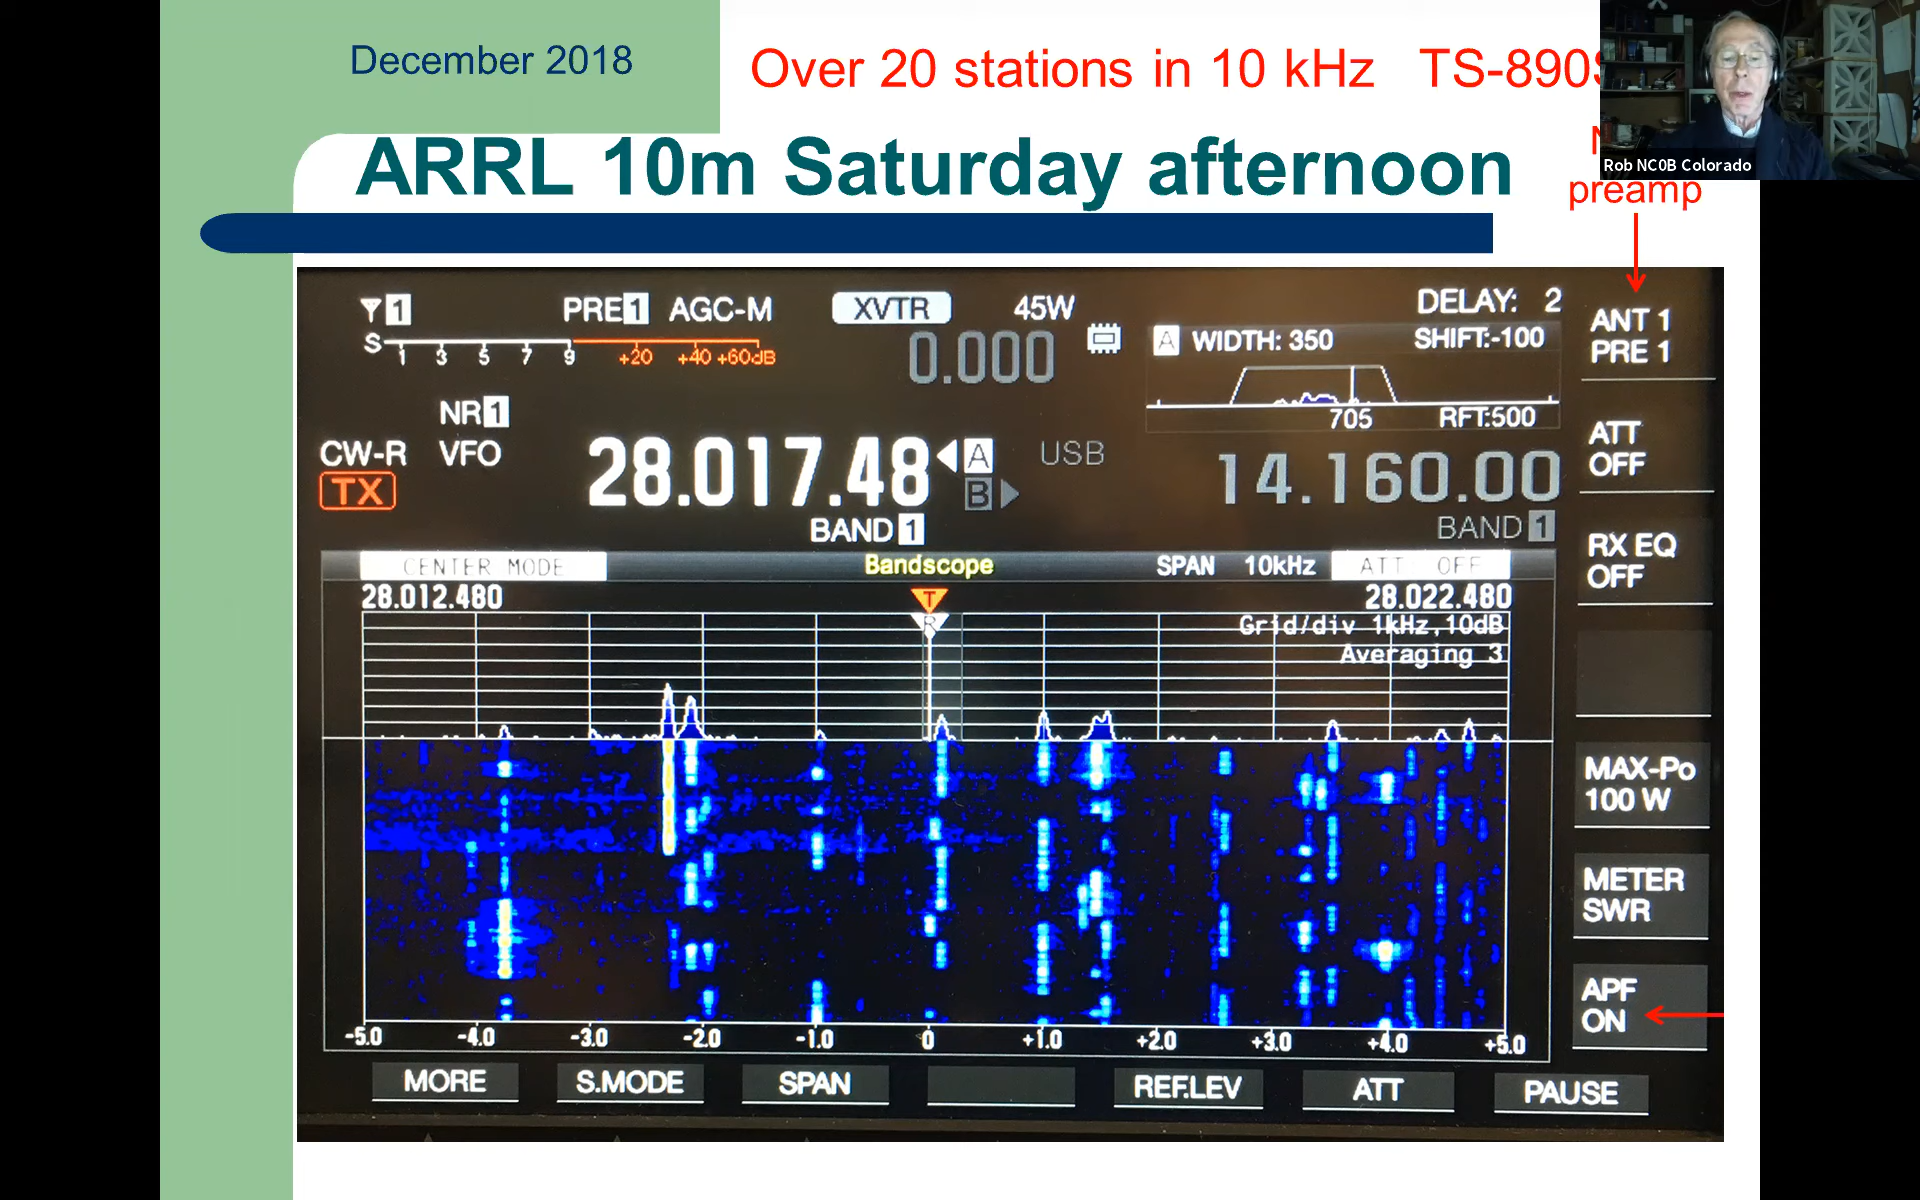 December 2018
Over 20 stations in 10 kHz TS-890S
Rob NC0B Colorado
ARRL 10m Saturday afternoon
preamp
1 PRE1 AGC-M XVTR 45W DELAY: 2
S 1 3 5 7 9 +20 +40 +60dB
0.000
A WIDTH: 350 SHIFT:-100
705 RFT:500
ANT 1
PRE 1
NR1
CW-R VFO
TX
28.017.48 A
B
USB 14.160.00
BAND 1
BAND 1
ATT
OFF
RX EQ
OFF
CENTER MODE Bandscope SPAN 10kHz ATT OFF
28.012.480 T 28.022.480
R
Grid/div 1kHz,10dB
Averaging 3
MAX-Po
100 W
METER
SWR
APF
ON
-5.0 -4.0 -3.0 -2.0 -1.0 0 +1.0 +2.0 +3.0 +4.0 +5.0
MORE S.MODE SPAN REF.LEV ATT PAUSE